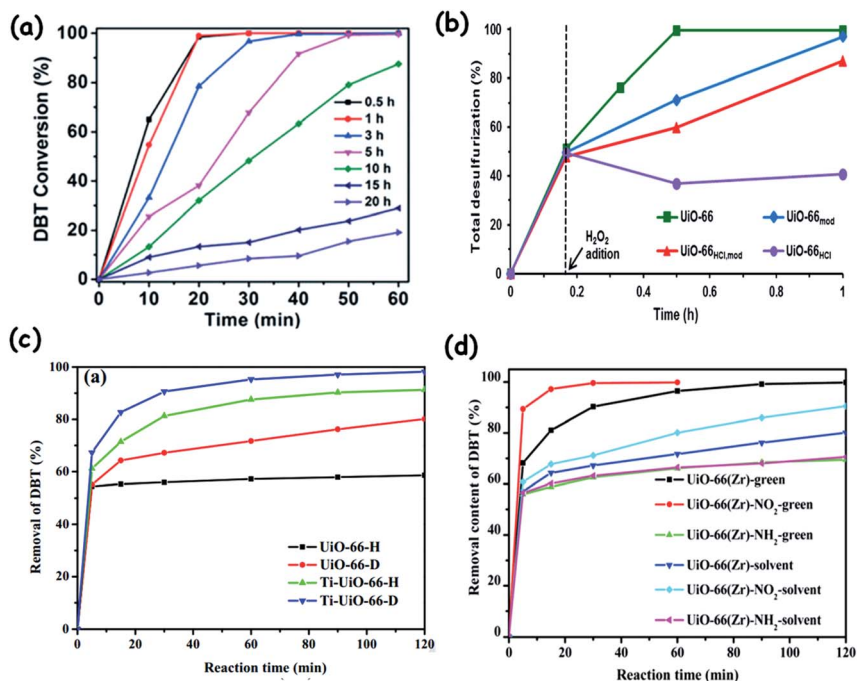 (a)
DBT Conversion (%)
100
80
60
40
20
0
0.5 h
1 h
3 h
5 h
10 h
15 h
20 h
0 10 20 30 40 50 60
Time (min)
(b)
Total desulfurization (%)
100
80
60
40
20
0
UiO-66
UiO-66mod
UiO-66HCl,mod
UiO-66HCl
H2O2
adition
0 0.2 0.4 0.6 0.8 1
Time (h)
(c)
(a)
Removal of DBT (%)
100
80
60
40
20
0
UiO-66-H
UiO-66-D
Ti-UiO-66-H
Ti-UiO-66-D
0 20 40 60 80 100 120
Reaction time (min)
(d)
Removal content of DBT (%)
100
80
60
40
20
0
UiO-66(Zr)-green
UiO-66(Zr)-NO2-green
UiO-66(Zr)-NH2-green
UiO-66(Zr)-solvent
UiO-66(Zr)-NO2-solvent
UiO-66(Zr)-NH2-solvent
0 20 40 60 80 100 120
Reaction time (min)